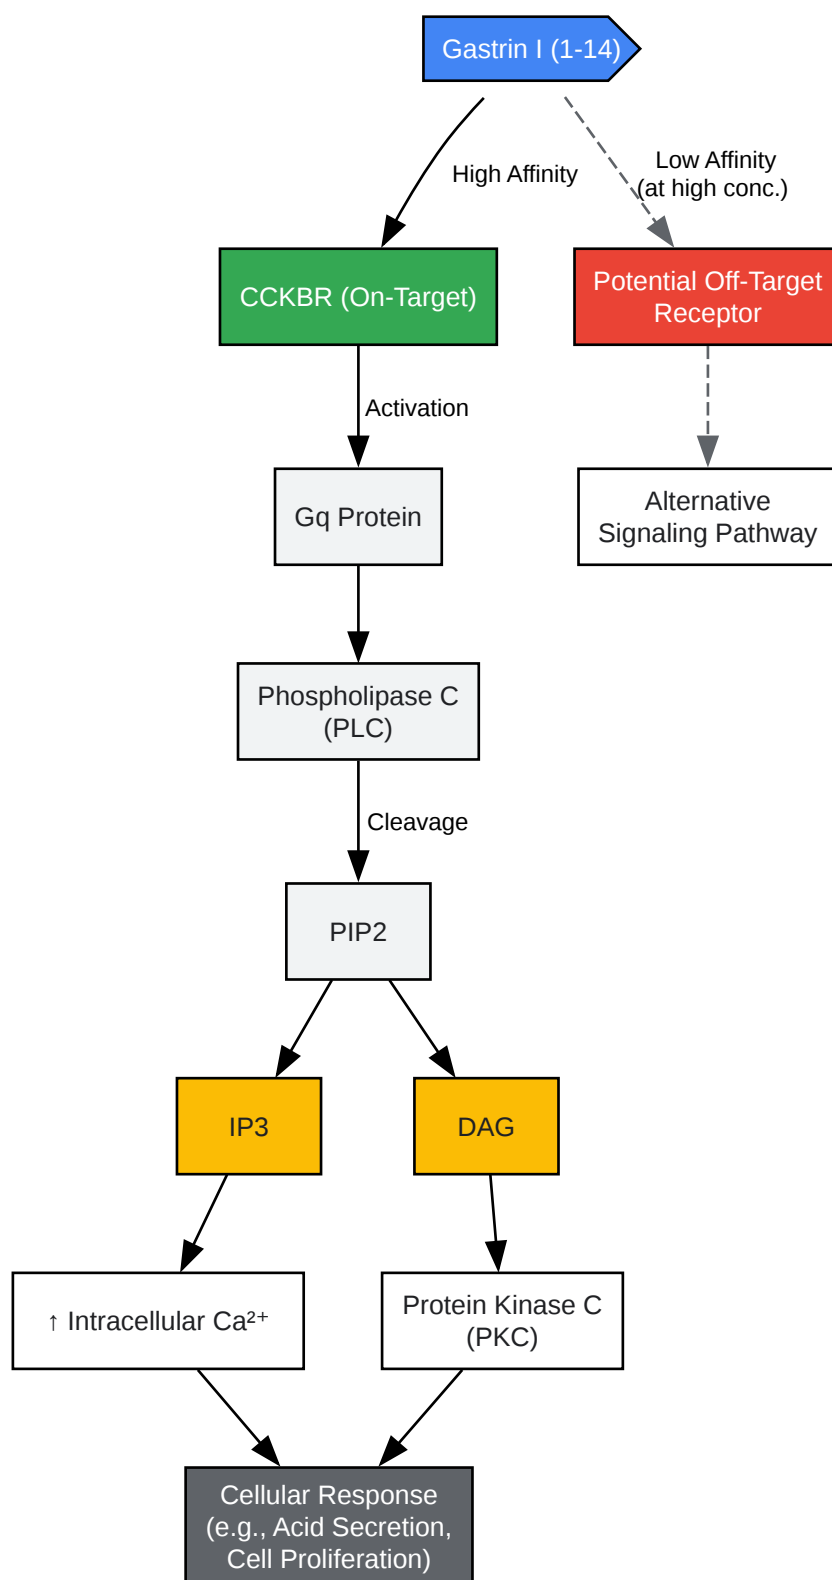 Gastrin I (1-14)
High Affinity
Low Affinity
(at high conc.)
CCKBR (On-Target)
Potential Off-Target
Receptor
Activation
Gq Protein
Alternative
Signaling Pathway
Phospholipase C
(PLC)
Cleavage
PIP2
IP3
DAG
↑ Intracellular Ca²⁺
Protein Kinase C
(PKC)
Cellular Response
(e.g., Acid Secretion,
Cell Proliferation)